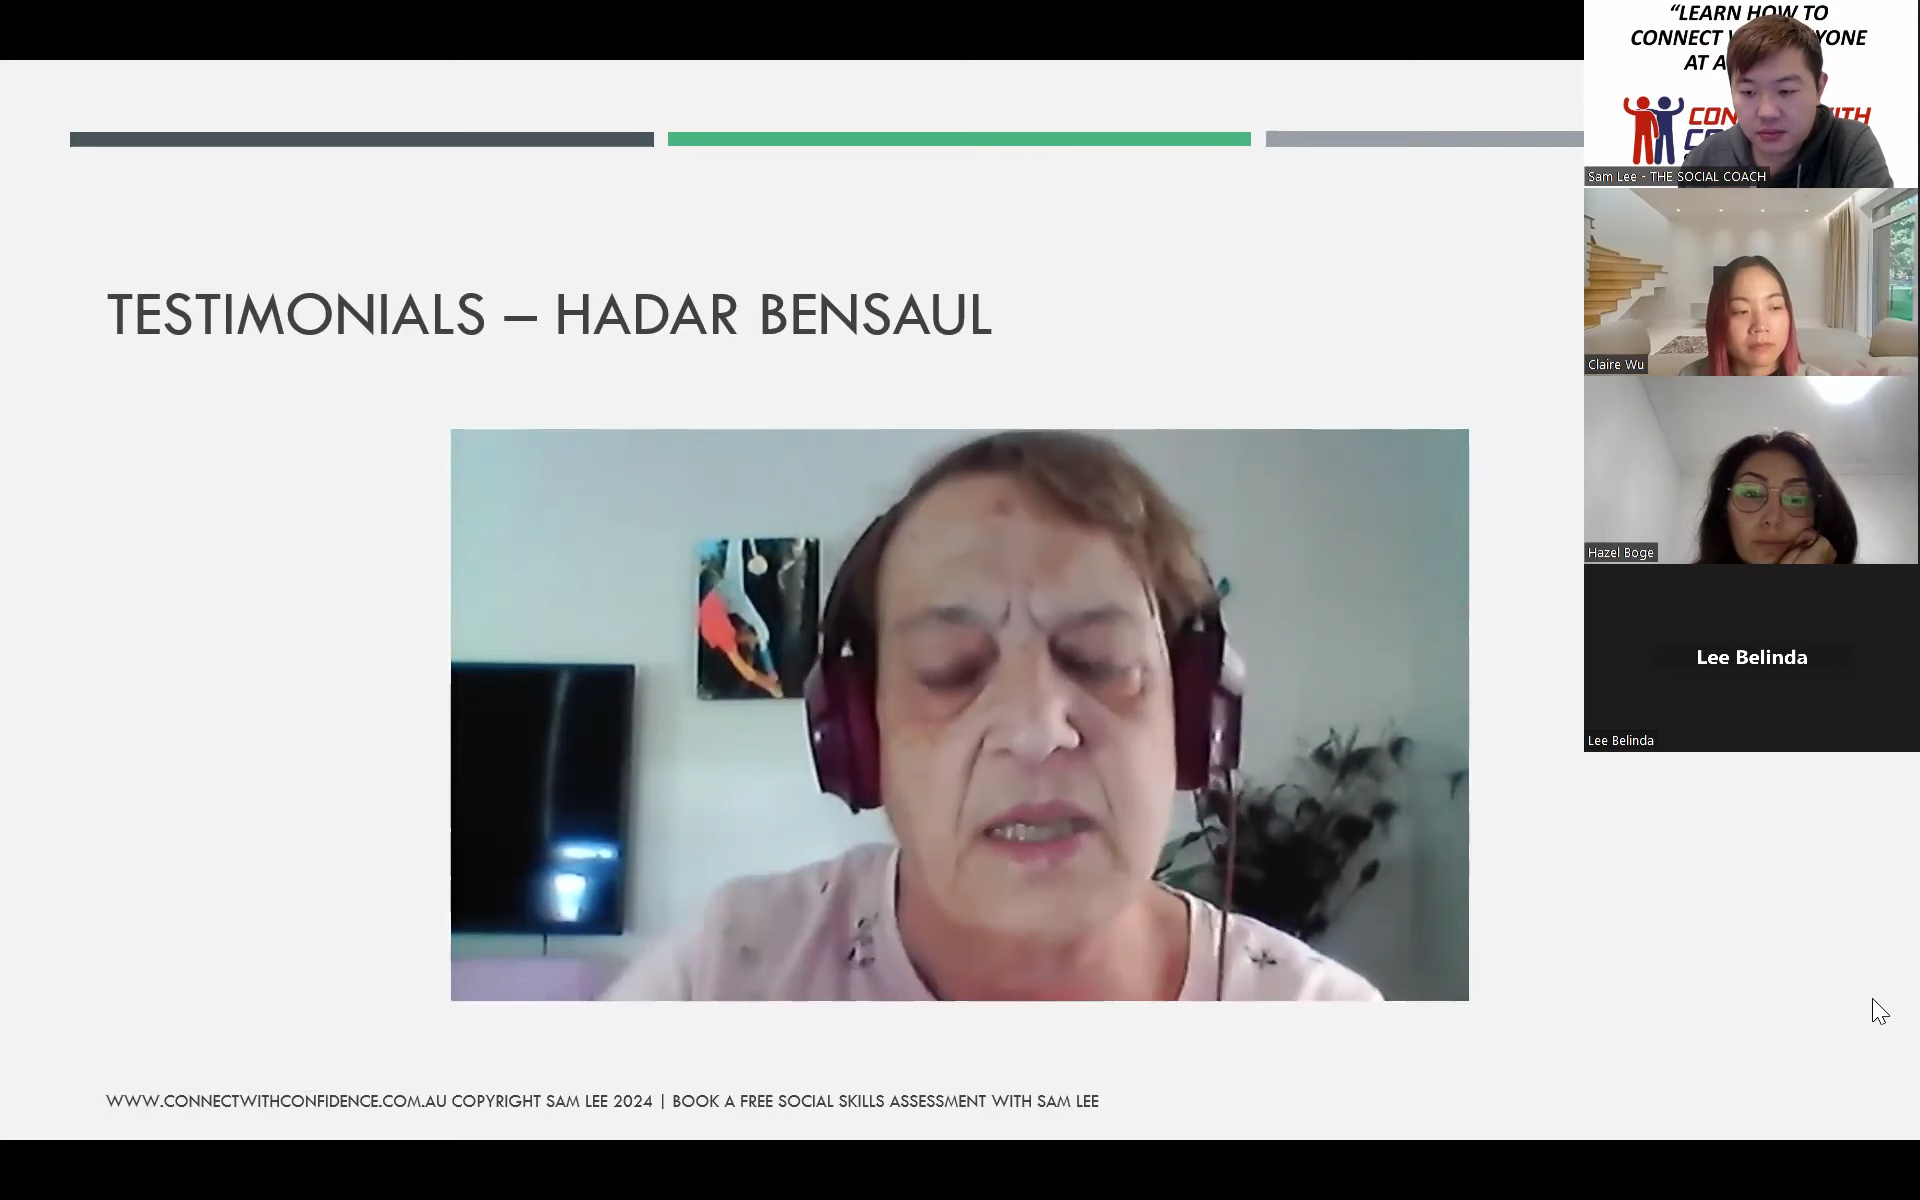 TESTIMONIALS – HADAR BENSAUL
WWW.CONNECTWITHCONFIDENCE.COM.AU COPYRIGHT SAM LEE 2024 | BOOK A FREE SOCIAL SKILLS ASSESSMENT WITH SAM LEE
“LEARN HOW TO
CONNECT
AT
Sam Lee - THE SOCIAL COACH
Claire Wu
Hazel Boge
Lee Belinda
Lee Belinda